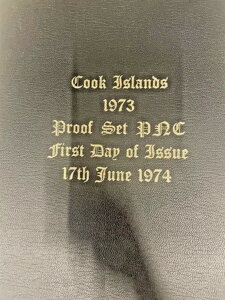 Cook Islands
1973
Proof Set PNC
First Day of Issue
17th June 1974